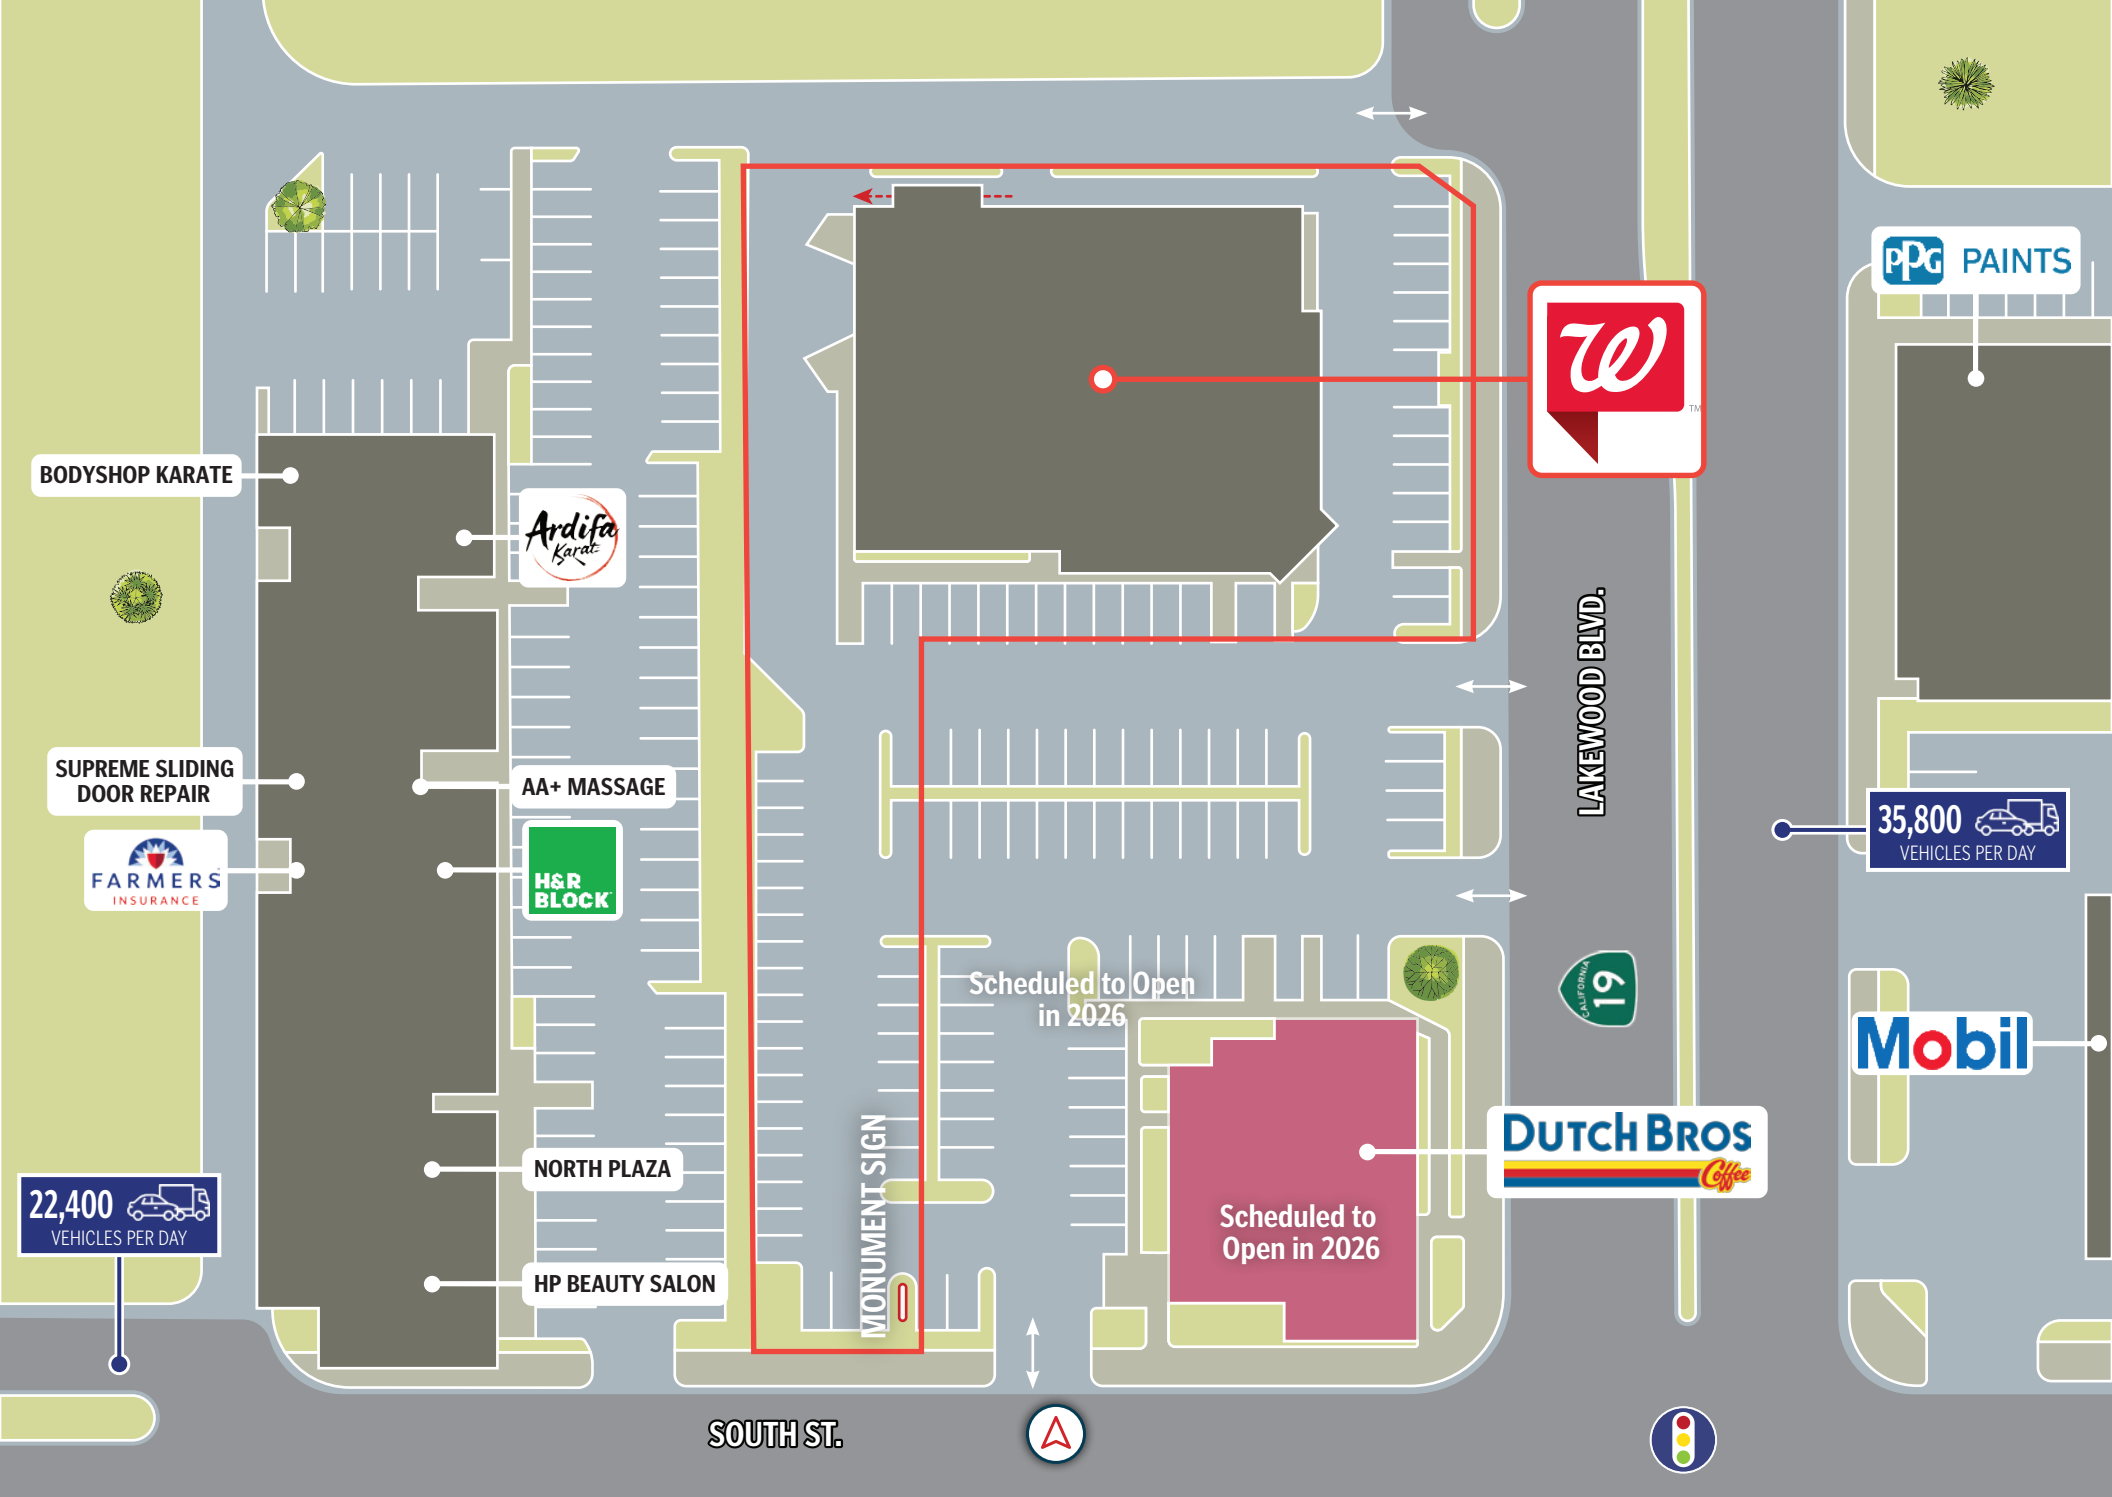 PPG PAINTS
W
TM
BODYSHOP KARATE
Ardifa
Karate
LAKEWOOD BLVD.
SUPREME SLIDING
DOOR REPAIR
AA+ MASSAGE
35,800
VEHICLES PER DAY
FARMERS
INSURANCE
H&R
BLOCK
Scheduled to Open
in 2026
CALIFORNIA
19
Mobil
DUTCH BROS
Coffee
MONUMENT SIGN
NORTH PLAZA
22,400
VEHICLES PER DAY
Scheduled to
Open in 2026
HP BEAUTY SALON
SOUTH ST.